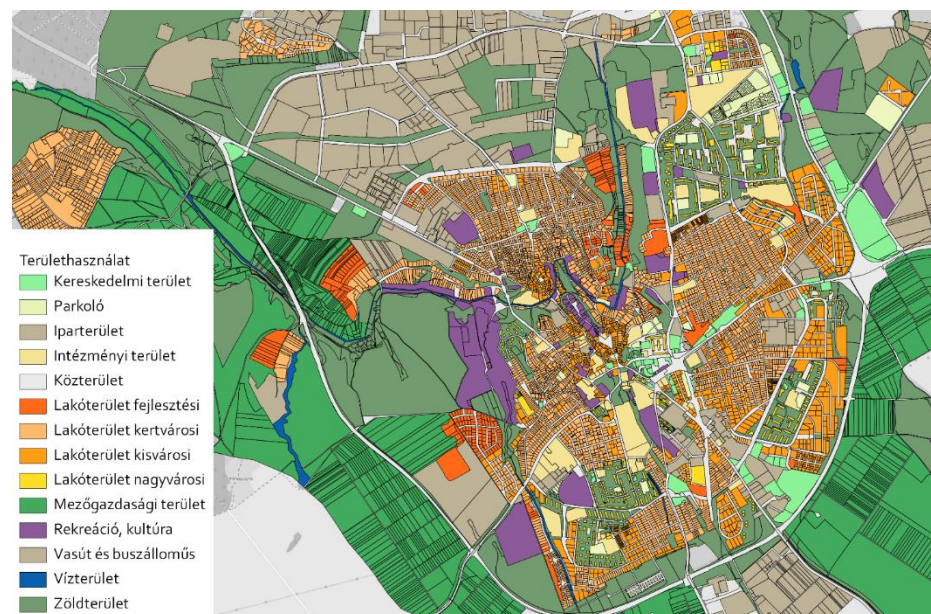 Területhasználat
Kereskedelmi terület
Parkoló
Iparterület
Intézményi terület
Közterület
Lakóterület fejlesztési
Lakóterület kertvárosi
Lakóterület kisvárosi
Lakóterület nagyvárosi
Mezőgazdasági terület
Rekreáció, kultúra
Vasút és buszálloműs
Vízterület
Zöldterület